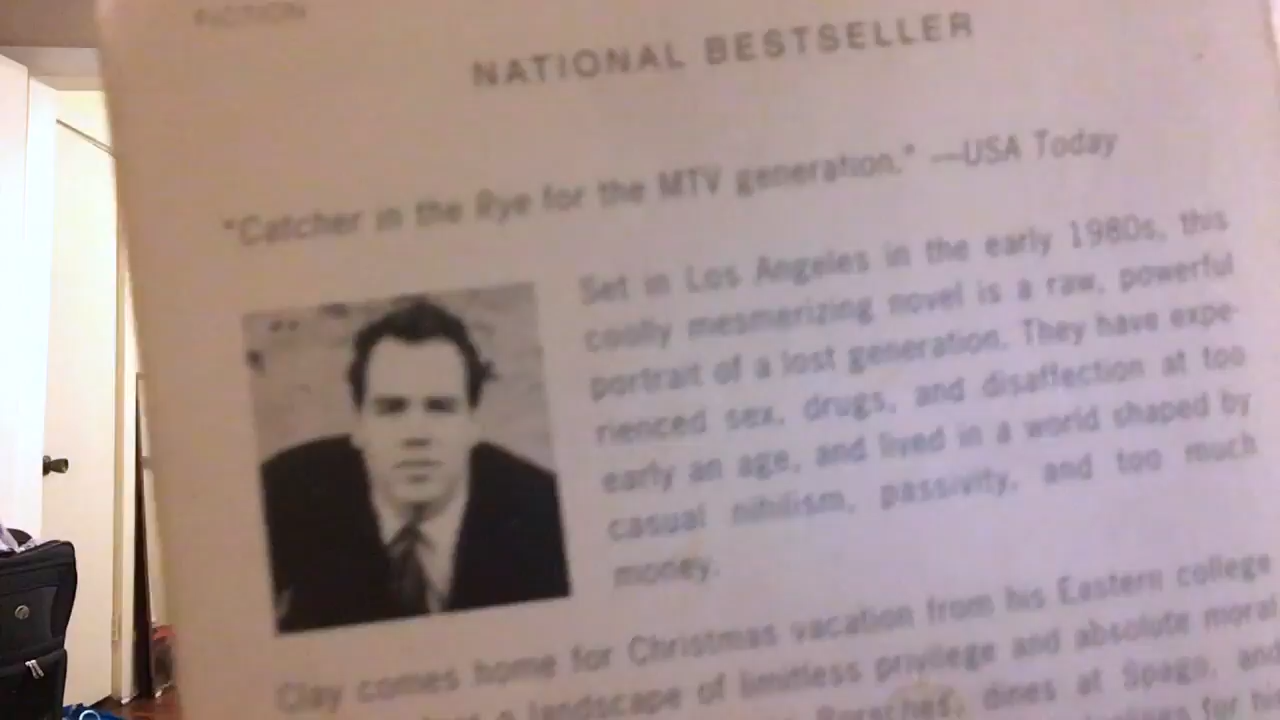 FICTION
NATIONAL BESTSELLER
"Catcher in the Rye for the MTV generation." —USA Today
Set in Los Angeles in the early 1980s, this
coolly mesmerizing novel is a raw, powerful
portrait of a lost generation. They have expe-
rienced sex, drugs, and disaffection at too
early an age, and lived in a world shaped by
casual nihilism, passivity, and too much
money.
Clay comes home for Christmas vacation from his Eastern college
a landscape of limitless privilege and absolute moral
Porsches, dines at Spago, and
for his